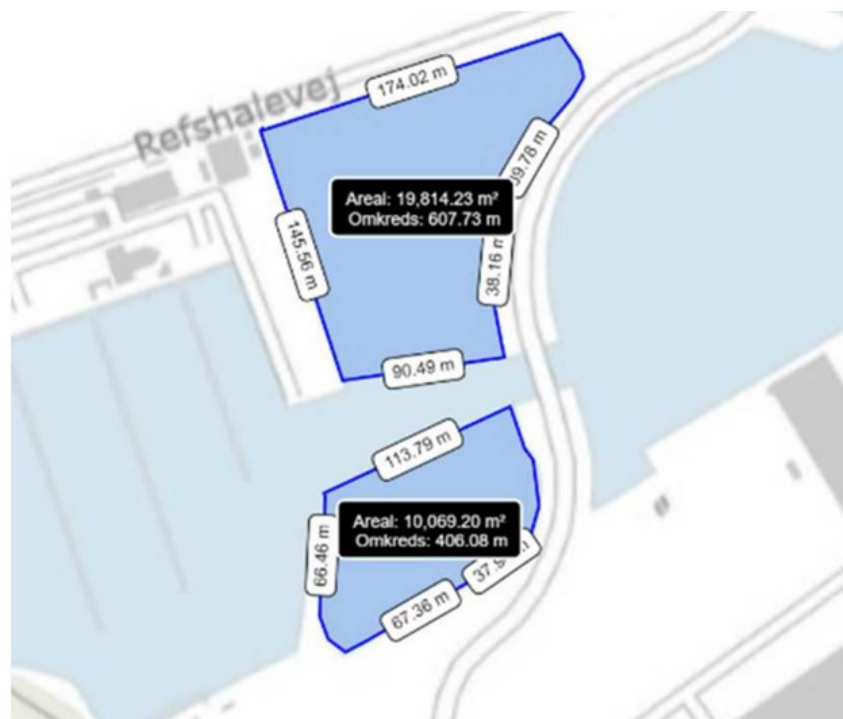 174.02 m
Refshalevej
Areal: 19,814.23 m²
Omkreds: 607.73 m
145.56 m
38.16 m
90.49 m
113.79 m
Areal: 10,069.20 m²
Omkreds: 406.08 m
66.46 m
67.36 m